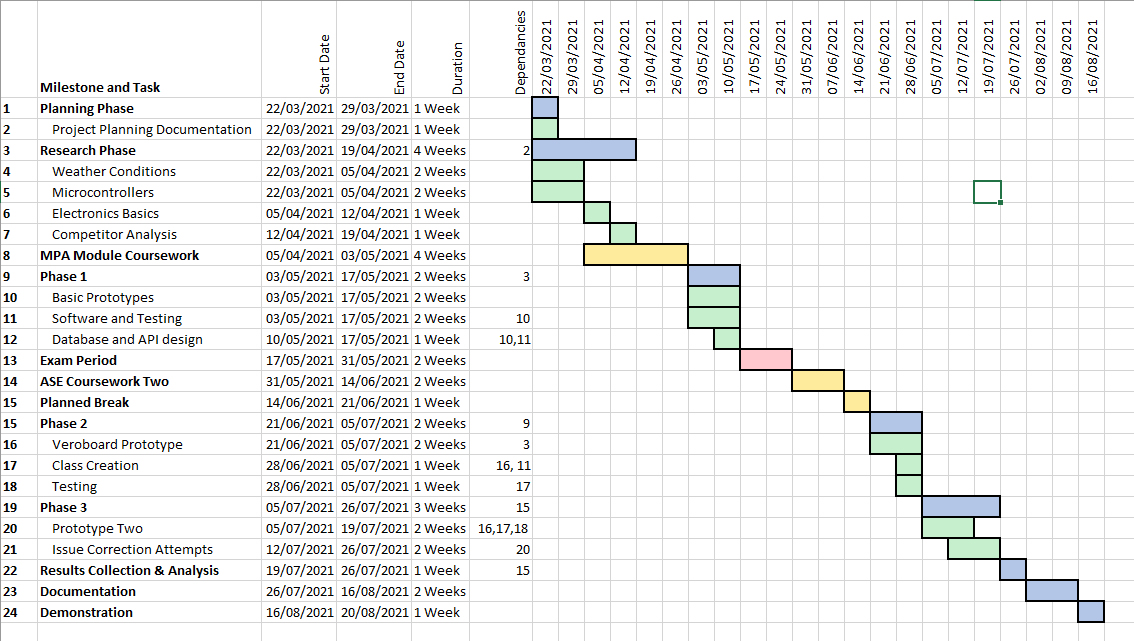 Milestone and Task Start Date End Date Duration Dependancies 22/03/2021 29/03/2021 05/04/2021 12/04/2021 19/04/2021 26/04/2021 03/05/2021 10/05/2021 17/05/2021 24/05/2021 31/05/2021 07/06/2021 14/06/2021 21/06/2021 28/06/2021 05/07/2021 12/07/2021 19/07/2021 26/07/2021 02/08/2021 09/08/2021 16/08/2021
1 Planning Phase 22/03/2021 29/03/2021 1 Week
2 Project Planning Documentation 22/03/2021 29/03/2021 1 Week
3 Research Phase 22/03/2021 19/04/2021 4 Weeks 2
4 Weather Conditions 22/03/2021 05/04/2021 2 Weeks
5 Microcontrollers 22/03/2021 05/04/2021 2 Weeks
6 Electronics Basics 05/04/2021 12/04/2021 1 Week
7 Competitor Analysis 12/04/2021 19/04/2021 1 Week
8 MPA Module Coursework 05/04/2021 03/05/2021 4 Weeks
9 Phase 1 03/05/2021 17/05/2021 2 Weeks 3
10 Basic Prototypes 03/05/2021 17/05/2021 2 Weeks
11 Software and Testing 03/05/2021 17/05/2021 2 Weeks 10
12 Database and API design 10/05/2021 17/05/2021 1 Week 10,11
13 Exam Period 17/05/2021 31/05/2021 2 Weeks
14 ASE Coursework Two 31/05/2021 14/06/2021 2 Weeks
15 Planned Break 14/06/2021 21/06/2021 1 Week
15 Phase 2 21/06/2021 05/07/2021 2 Weeks 9
16 Veroboard Prototype 21/06/2021 05/07/2021 2 Weeks 3
17 Class Creation 28/06/2021 05/07/2021 1 Week 16, 11
18 Testing 28/06/2021 05/07/2021 1 Week 17
19 Phase 3 05/07/2021 26/07/2021 3 Weeks 15
20 Prototype Two 05/07/2021 19/07/2021 2 Weeks 16,17,18
21 Issue Correction Attempts 12/07/2021 26/07/2021 2 Weeks 20
22 Results Collection & Analysis 19/07/2021 26/07/2021 1 Week 15
23 Documentation 26/07/2021 16/08/2021 2 Weeks
24 Demonstration 16/08/2021 20/08/2021 1 Week